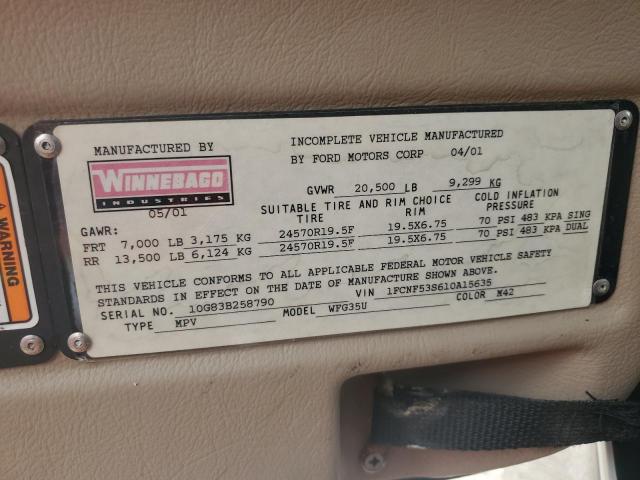 MANUFACTURED BY
WINNEBAGO
INDUSTRIES
05/01
INCOMPLETE VEHICLE MANUFACTURED
BY FORD MOTORS CORP 04/01
GVWR 20,500 LB 9,299 KG
SUITABLE TIRE AND RIM CHOICE COLD INFLATION
GAWR: TIRE RIM PRESSURE
FRT 7,000 LB 3,175 KG 24570R19.5F 19.5X6.75 70 PSI 483 KPA SING
RR 13,500 LB 6,124 KG 24570R19.5F 19.5X6.75 70 PSI 483 KPA DUAL
THIS VEHICLE CONFORMS TO ALL APPLICABLE FEDERAL MOTOR VEHICLE SAFETY
STANDARDS IN EFFECT ON THE DATE OF MANUFACTURE SHOWN ABOVE.
SERIAL NO. 10G83B258790 VIN 1FCNF53S610A15635
TYPE MPV MODEL WFG35U COLOR M42
WARNING